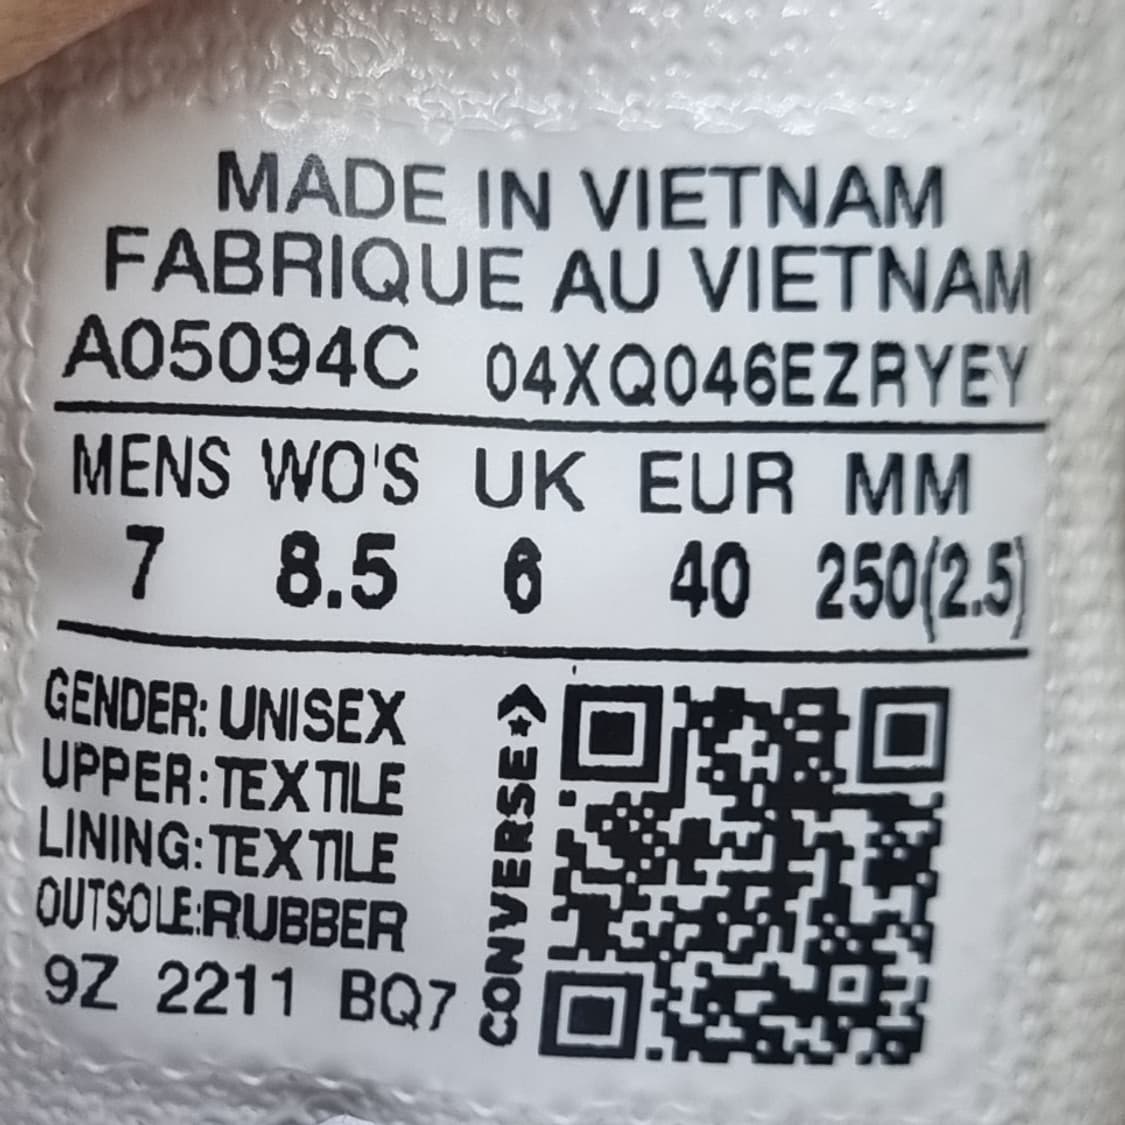 MADE IN VIETNAM
FABRIQUE AU VIETNAM
A05094C 04XQ046EZRYEY
MENS WO'S UK EUR MM
7 8.5 6 40 250(2.5)
GENDER: UNISEX
UPPER: TEXTILE
LINING: TEXTILE
OUTSOLE:RUBBER
9Z 2211 BQ7
CONVERSE